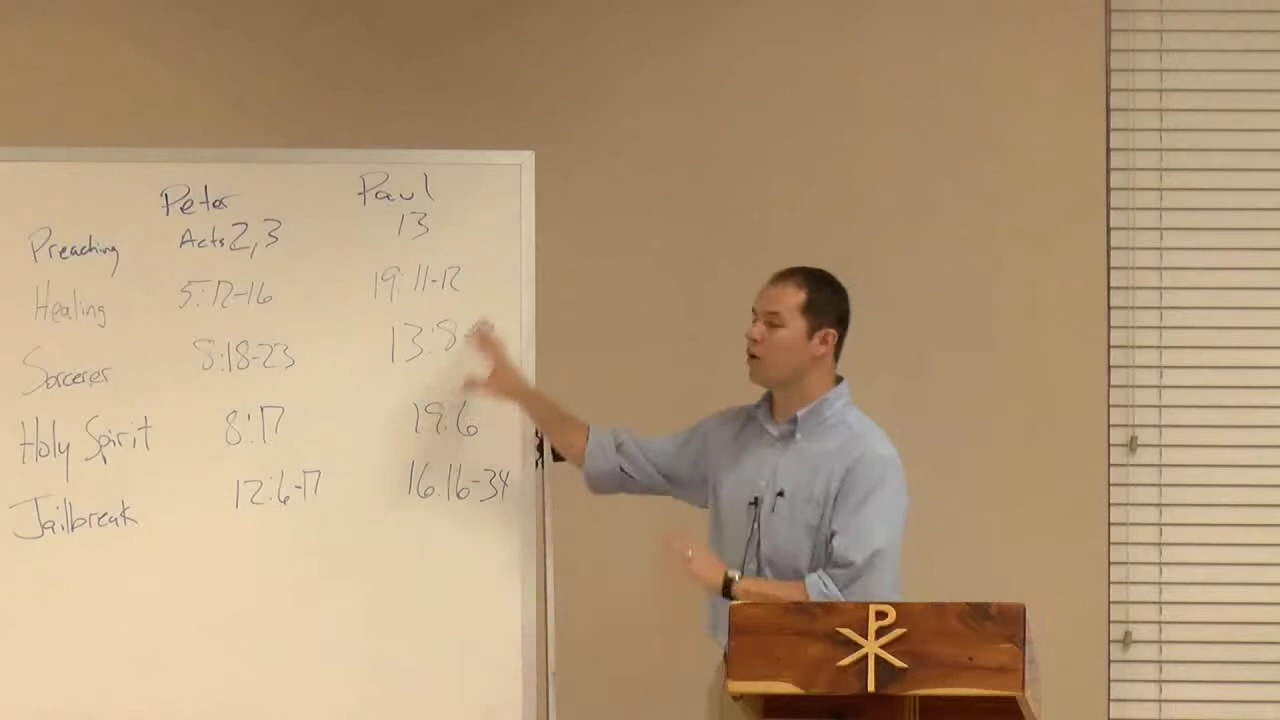 Peter Paul
Preaching Acts 2,3 13
Healing 5:12-16 19:11-12
Sorcerer 8:18-23 13:8-
Holy Spirit 8:17 19:6
Jailbreak 12:6-17 16:16-34